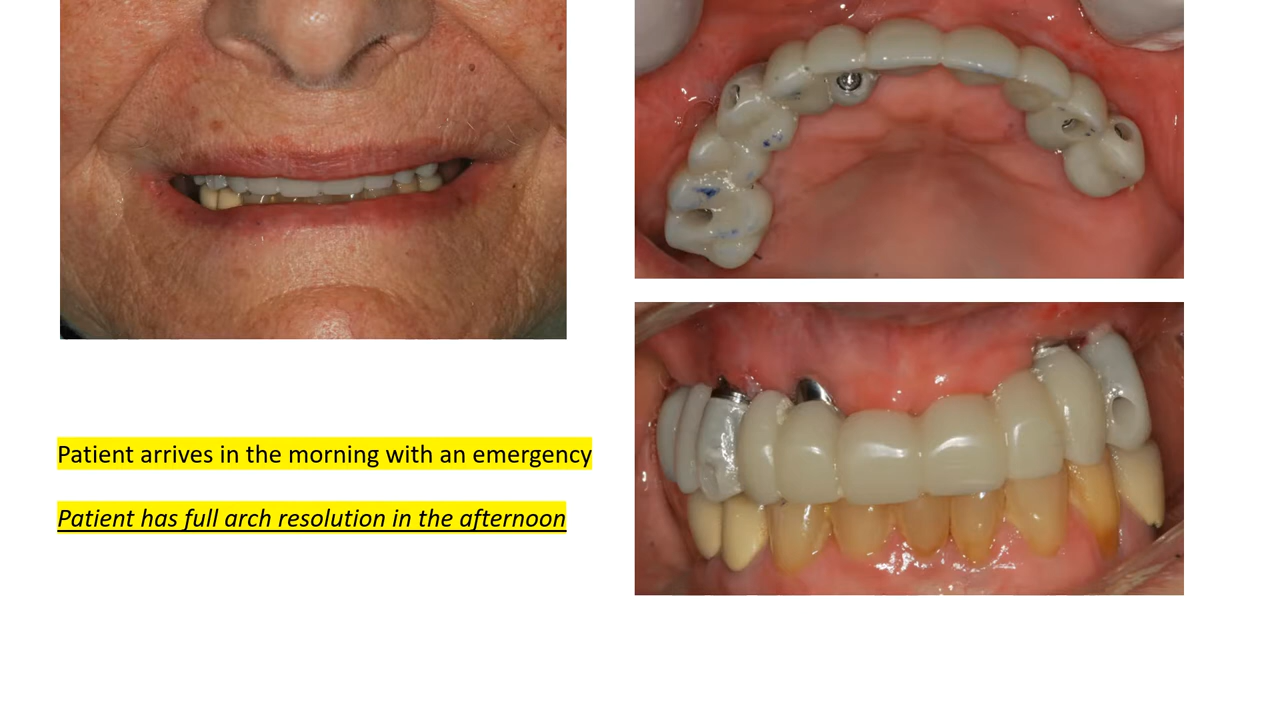 Patient arrives in the morning with an emergency
Patient has full arch resolution in the afternoon